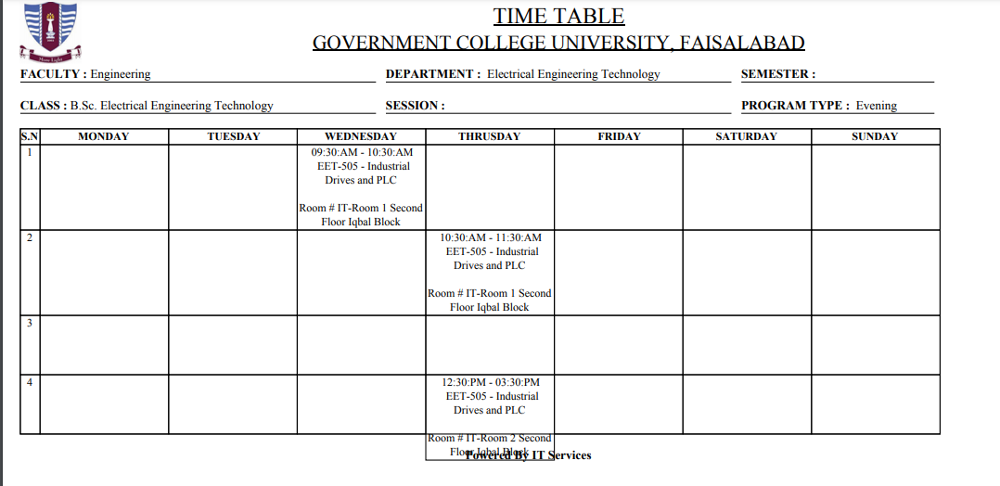 TIME TABLE
GOVERNMENT COLLEGE UNIVERSITY, FAISALABAD
FACULTY : Engineering
DEPARTMENT : Electrical Engineering Technology
SEMESTER :
CLASS : B.Sc. Electrical Engineering Technology
SESSION :
PROGRAM TYPE : Evening
S.N MONDAY TUESDAY WEDNESDAY THRUSDAY FRIDAY SATURDAY SUNDAY
1
09:30:AM - 10:30:AM
EET-505 - Industrial
Drives and PLC
Room # IT-Room 1 Second
Floor Iqbal Block
2
10:30:AM - 11:30:AM
EET-505 - Industrial
Drives and PLC
Room # IT-Room 1 Second
Floor Iqbal Block
3
4
12:30:PM - 03:30:PM
EET-505 - Industrial
Drives and PLC
Room # IT-Room 2 Second
Floor Iqbal Block
Powered By IT Services